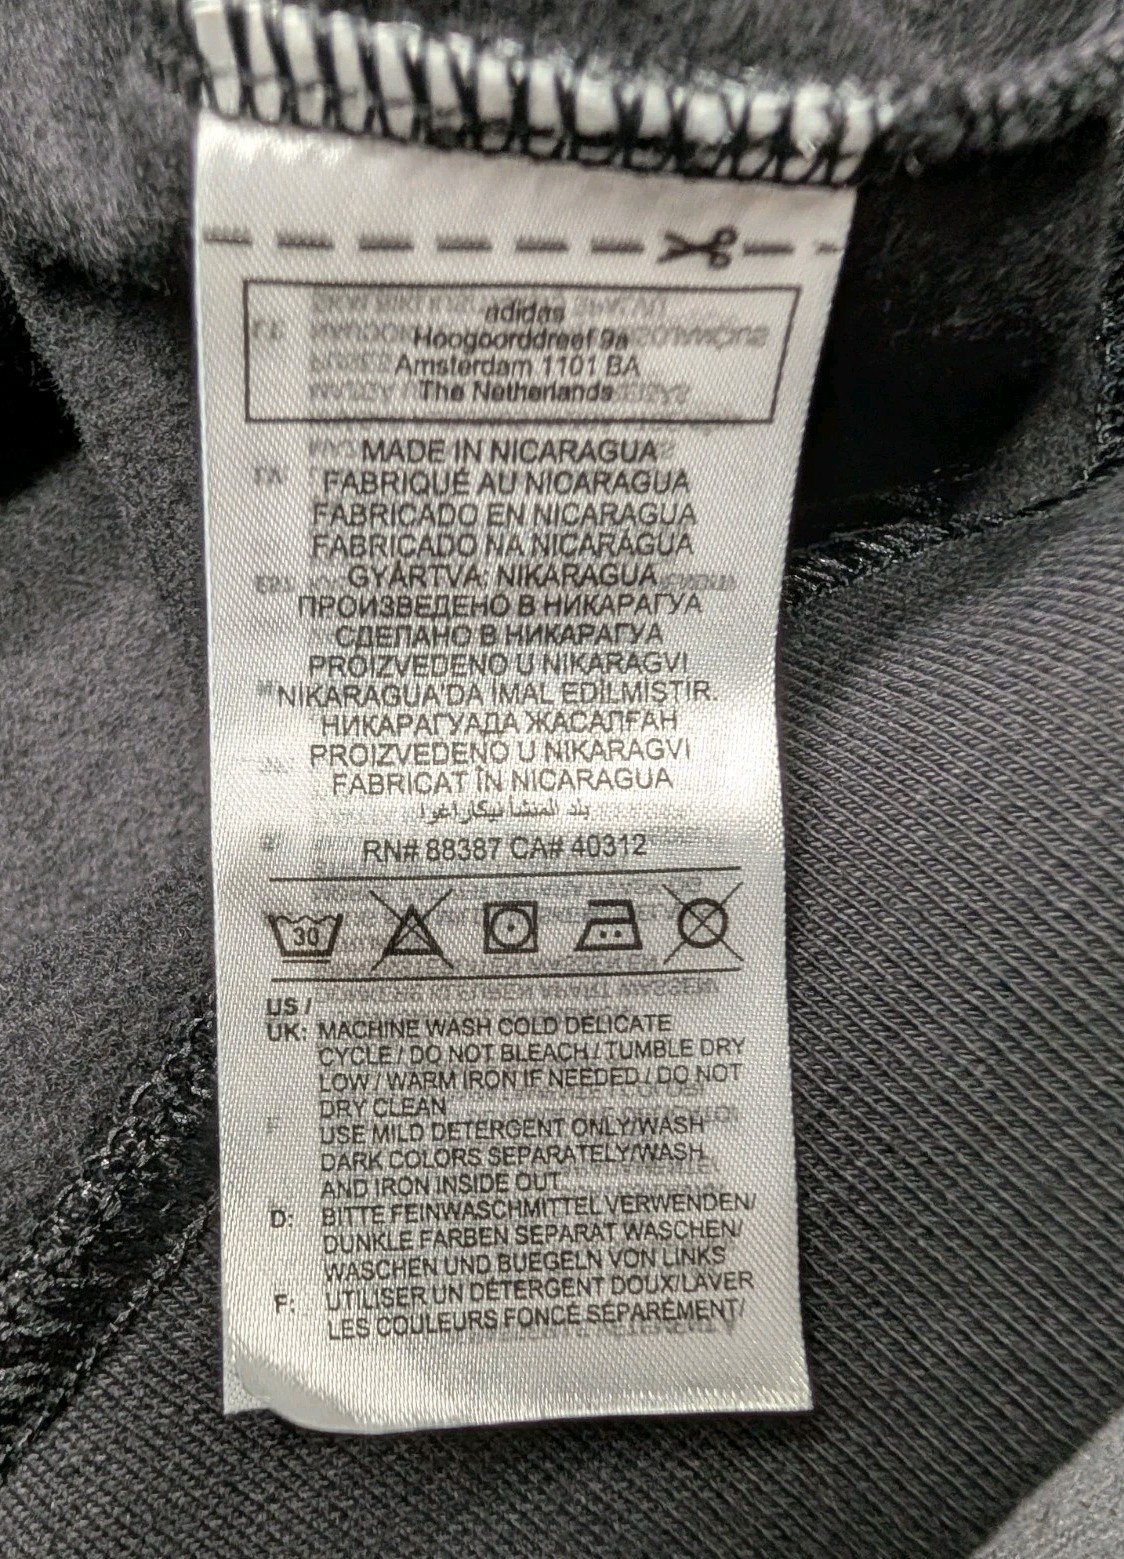 adidas
Hoogoorddreef 9a
Amsterdam 1101 BA
The Netherlands
MADE IN NICARAGUA
FABRIQUÉ AU NICARAGUA
FABRICADO EN NICARAGUA
FABRICADO NA NICARAGUA
GYÁRTVA: NIKARAGUA
ПРОИЗВЕДЕНО В НИКАРАГУА
СДЕЛАНО В НИКАРАГУА
PROIZVEDENO U NIKARAGVI
NIKARAGUA'DA İMAL EDİLMİSTİR.
НИКАРАГУАДА ЖАСАЛҒАН
PROIZVEDENO U NIKARAGVI
FABRICAT ÎN NICARAGUA
بلد المنشأ نيكاراغوا
RN# 88387 CA# 40312
30
US /
UK: MACHINE WASH COLD DELICATE
CYCLE / DO NOT BLEACH / TUMBLE DRY
LOW / WARM IRON IF NEEDED / DO NOT
DRY CLEAN
USE MILD DETERGENT ONLY/WASH
DARK COLORS SEPARATELY/WASH
AND IRON INSIDE OUT
D: BITTE FEINWASCHMITTEL VERWENDEN/
DUNKLE FARBEN SEPARAT WASCHEN/
WASCHEN UND BUEGELN VON LINKS
F: UTILISER UN DÉTERGENT DOUX/LAVER
LES COULEURS FONCÉ SÉPARÉMENT/